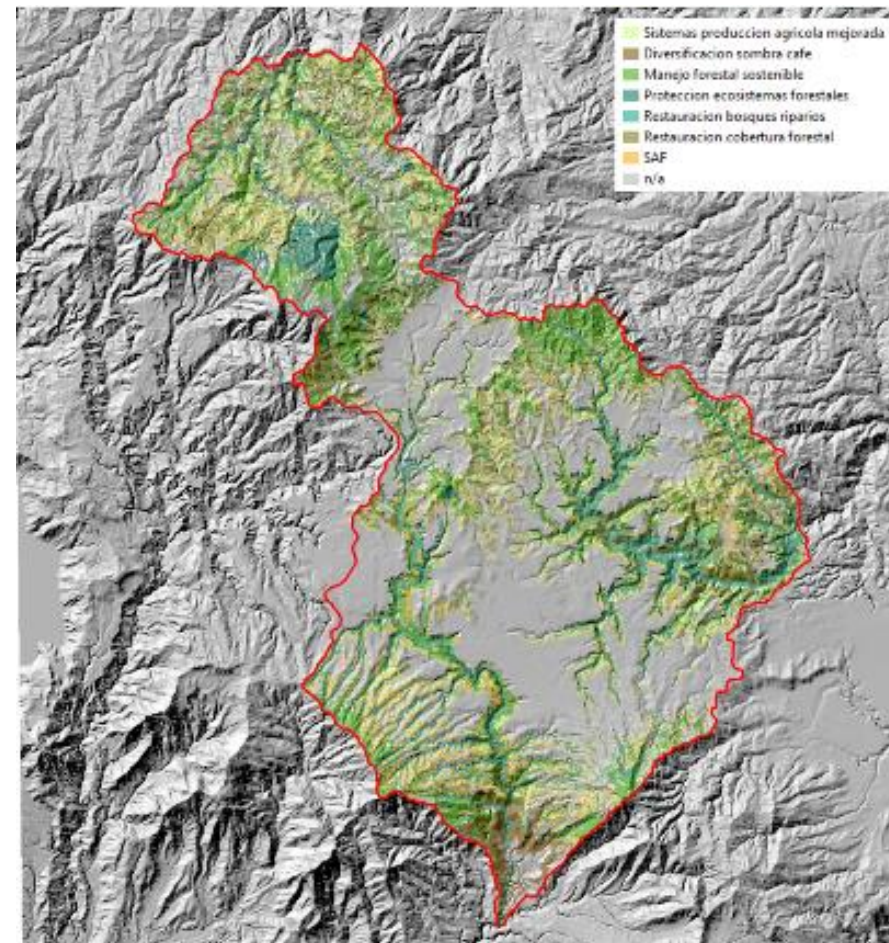 Sistemas produccion agricola mejorada
Diversificacion sombra cafe
Manejo forestal sostenible
Proteccion ecosistemas forestales
Restauracion bosques riparios
Restauracion cobertura forestal
SAF
n/a